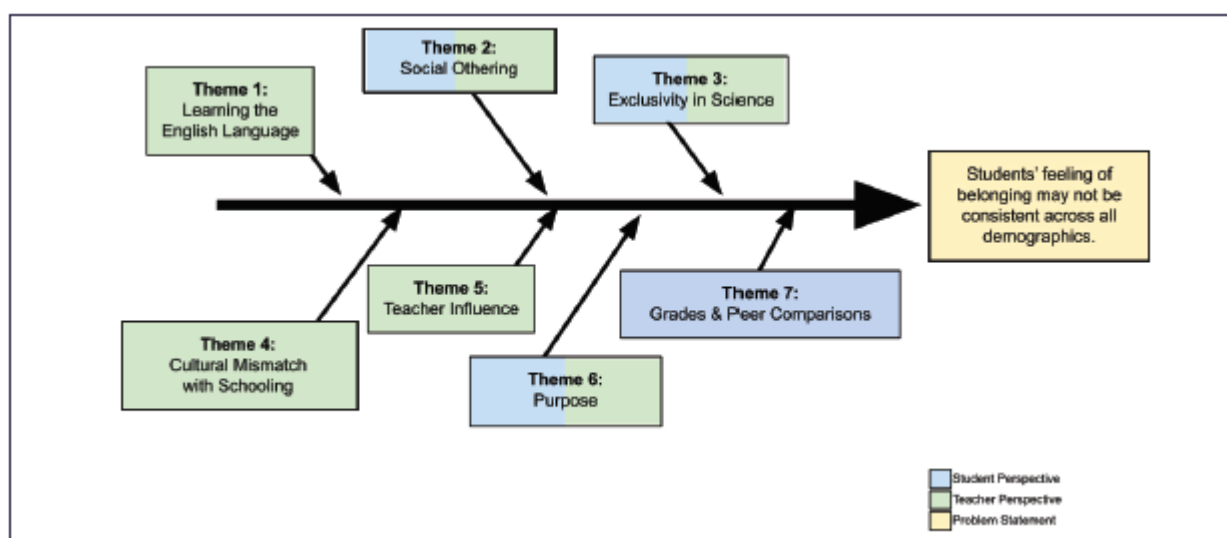 Theme 1:
Learning the
English Language
Theme 2:
Social Othering
Theme 3:
Exclusivity in Science
Students' feeling of
belonging may not be
consistent across all
demographics.
Theme 4:
Cultural Mismatch
with Schooling
Theme 5:
Teacher Influence
Theme 6:
Purpose
Theme 7:
Grades & Peer Comparisons
Student Perspective
Teacher Perspective
Problem Statement